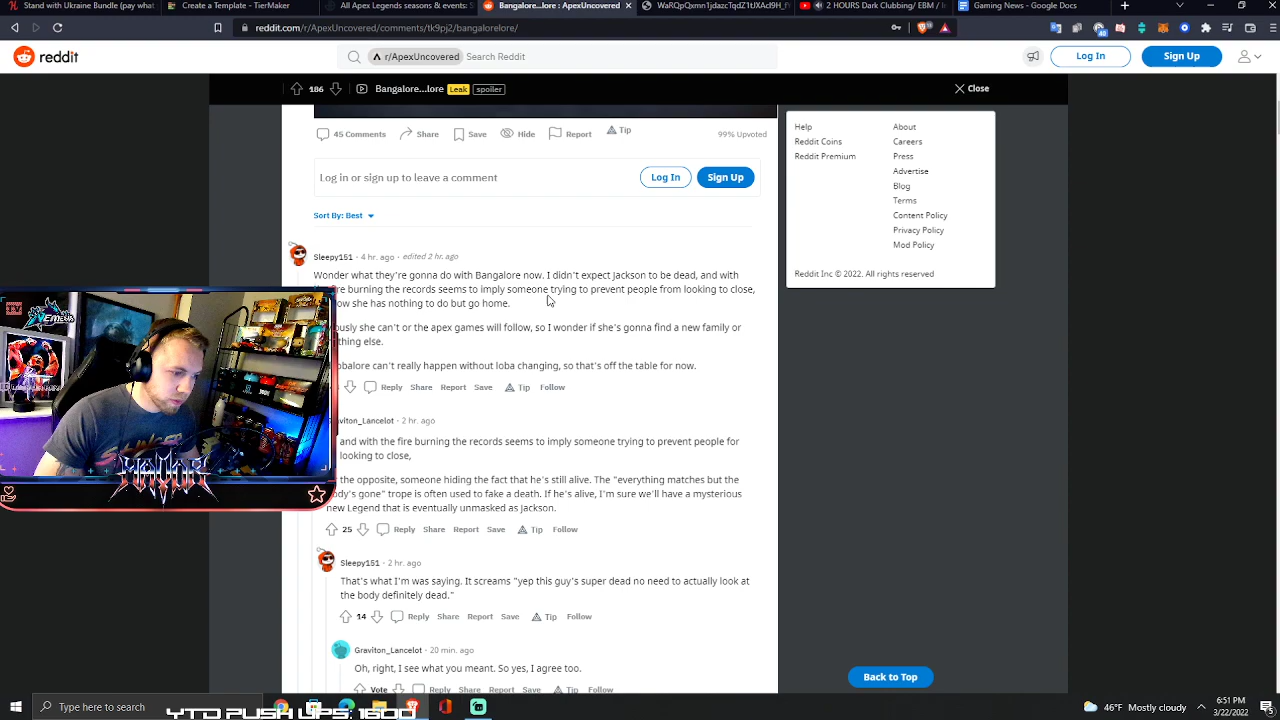 Stand with Ukraine Bundle (pay what
Create a Template - TierMaker
All Apex Legends seasons & events:
Bangalore...lore : ApexUncovered
WaRQpQxmn1jdazcTqdZ1tJXAcI9H_f
2 HOURS Dark Clubbing/ EBM / In
Gaming News - Google Docs
reddit.com/r/ApexUncovered/comments/tk9pj2/bangalorelore/
reddit
r/ApexUncovered Search Reddit
Log In
Sign Up
186 Bangalore...lore Leak spoiler
Close
45 Comments Share Save Hide Report Tip
99% Upvoted
Log in or sign up to leave a comment
Log In
Sign Up
Sort By: Best
Help
Reddit Coins
Reddit Premium
About
Careers
Press
Advertise
Blog
Terms
Content Policy
Privacy Policy
Mod Policy
Reddit Inc © 2022. All rights reserved
Sleepy151 · 4 hr. ago · edited 2 hr. ago
Wonder what they're gonna do with Bangalore now. I didn't expect Jackson to be dead, and with
re burning the records seems to imply someone trying to prevent people from looking to close,
ow she has nothing to do but go home.
ously she can't or the apex games will follow, so I wonder if she's gonna find a new family or
thing else.
obalore can't really happen without loba changing, so that's off the table for now.
Reply Share Report Save Tip Follow
aviton_Lancelot · 2 hr. ago
and with the fire burning the records seems to imply someone trying to prevent people for
looking to close,
the opposite, someone hiding the fact that he's still alive. The "everything matches but the
dy's gone" trope is often used to fake a death. If he's alive, I'm sure we'll have a mysterious
new Legend that is eventually unmasked as Jackson.
25 Reply Share Report Save Tip Follow
Sleepy151 · 2 hr. ago
That's what I'm was saying. It screams "yep this guy's super dead no need to actually look at
the body definitely dead."
14 Reply Share Report Save Tip Follow
Graviton_Lancelot · 20 min. ago
Oh, right, I see what you meant. So yes, I agree too.
Vote Reply Share Report Save Tip Follow
Back to Top
Type here to search
YTD PUSH UPS: 1800
46°F Mostly cloudy
6:51 PM
3/22/2022